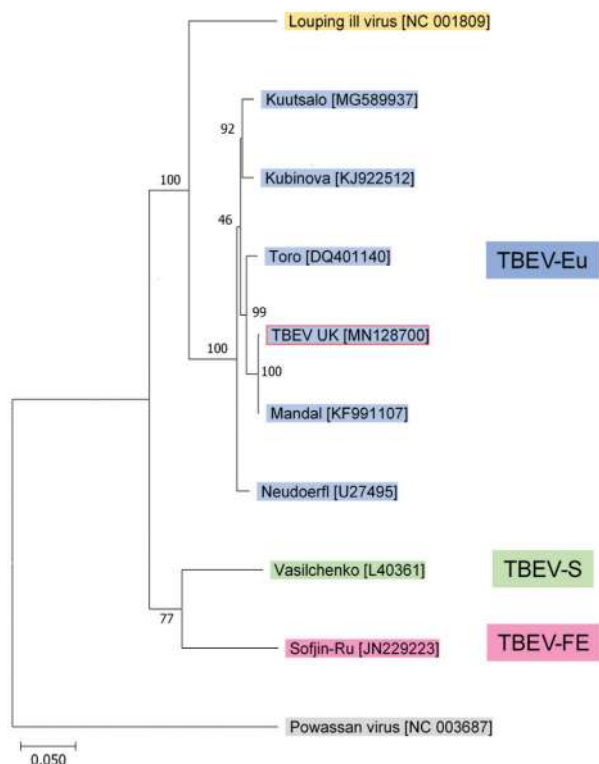 Louping ill virus [NC 001809]
Kuutsalo [MG589937]
92
Kubinova [KJ922512]
100
46
Toro [DQ401140]
TBEV-Eu
99
TBEV UK [MN128700]
100
100
Mandal [KF991107]
Neudoerfl [U27495]
Vasilchenko [L40361]
TBEV-S
77
Sofjin-Ru [JN229223]
TBEV-FE
Powassan virus [NC 003687]
0.050